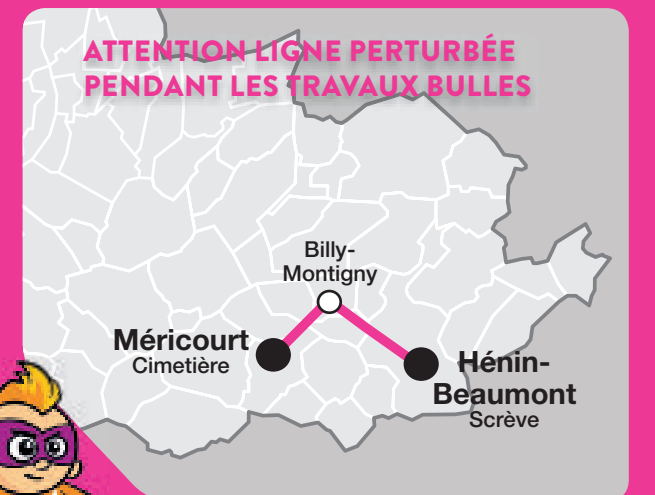 ATTENTION LIGNE PERTURBÉE
PENDANT LES TRAVAUX BULLES
Billy-
Montigny
Méricourt
Cimetière
Hénin-
Beaumont
Scrève